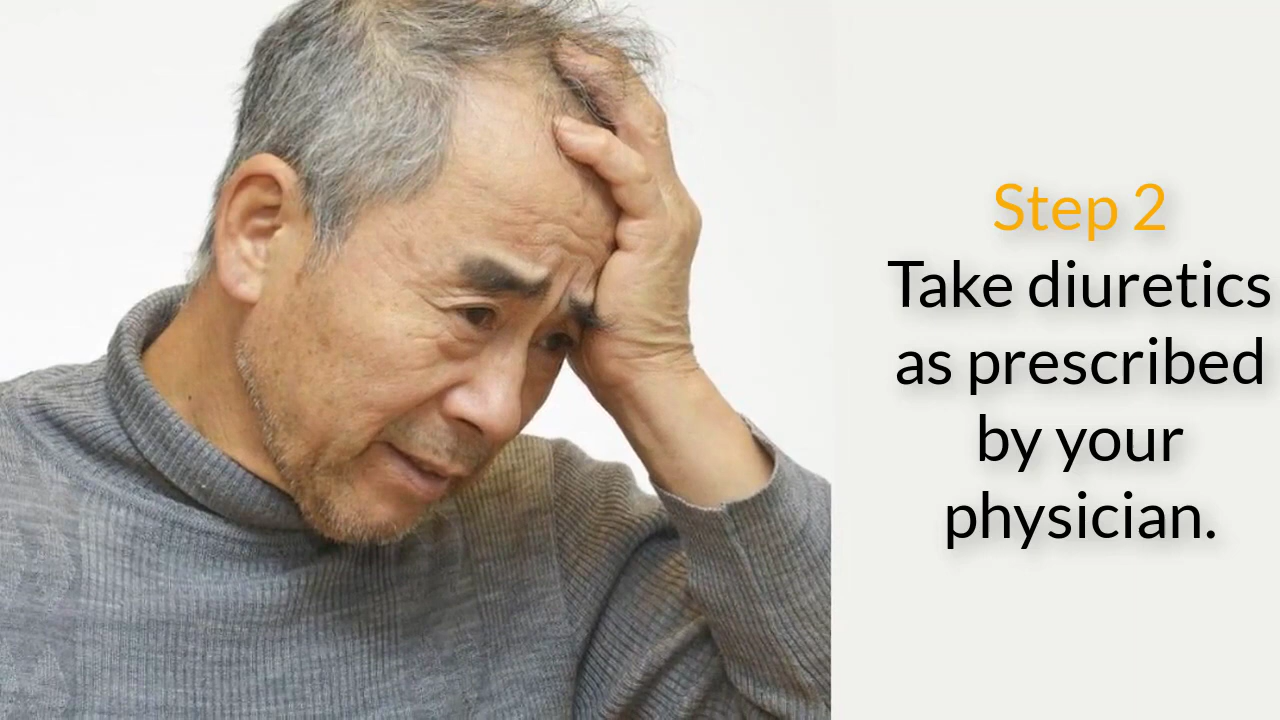 Step 2
Take diuretics
as prescribed
by your
physician.